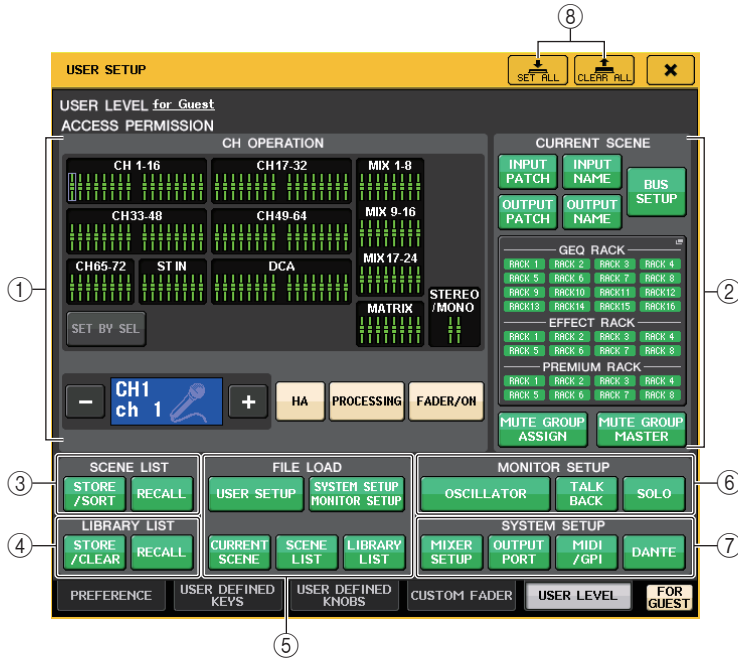 ⑧
USER SETUP
SET ALL
CLEAR ALL
USER LEVEL for Guest
ACCESS PERMISSION
①
CH OPERATION
CH 1-16
CH17-32
MIX 1-8
CH33-48
CH49-64
MIX 9-16
CH65-72
ST IN
DCA
MIX17-24
MATRIX
STEREO
/MONO
SET BY SEL
−
CH1
ch 1
+
HA
PROCESSING
FADER/ON
②
CURRENT SCENE
INPUT
PATCH
INPUT
NAME
BUS
SETUP
OUTPUT
PATCH
OUTPUT
NAME
GEQ RACK
RACK 1 RACK 2 RACK 3 RACK 4
RACK 5 RACK 6 RACK 7 RACK 8
RACK 9 RACK10 RACK11 RACK12
RACK13 RACK14 RACK15 RACK16
EFFECT RACK
RACK 1 RACK 2 RACK 3 RACK 4
RACK 5 RACK 6 RACK 7 RACK 8
PREMIUM RACK
RACK 1 RACK 2 RACK 3 RACK 4
RACK 5 RACK 6 RACK 7 RACK 8
MUTE GROUP
ASSIGN
MUTE GROUP
MASTER
③
SCENE LIST
STORE
/SORT
RECALL
④
LIBRARY LIST
STORE
/CLEAR
RECALL
FILE LOAD
USER SETUP
SYSTEM SETUP
MONITOR SETUP
CURRENT
SCENE
SCENE
LIST
LIBRARY
LIST
⑤
MONITOR SETUP
OSCILLATOR
TALK
BACK
SOLO
⑥
SYSTEM SETUP
MIXER
SETUP
OUTPUT
PORT
MIDI
/GPI
DANTE
⑦
PREFERENCE
USER DEFINED
KEYS
USER DEFINED
KNOBS
CUSTOM FADER
USER LEVEL
FOR
GUEST